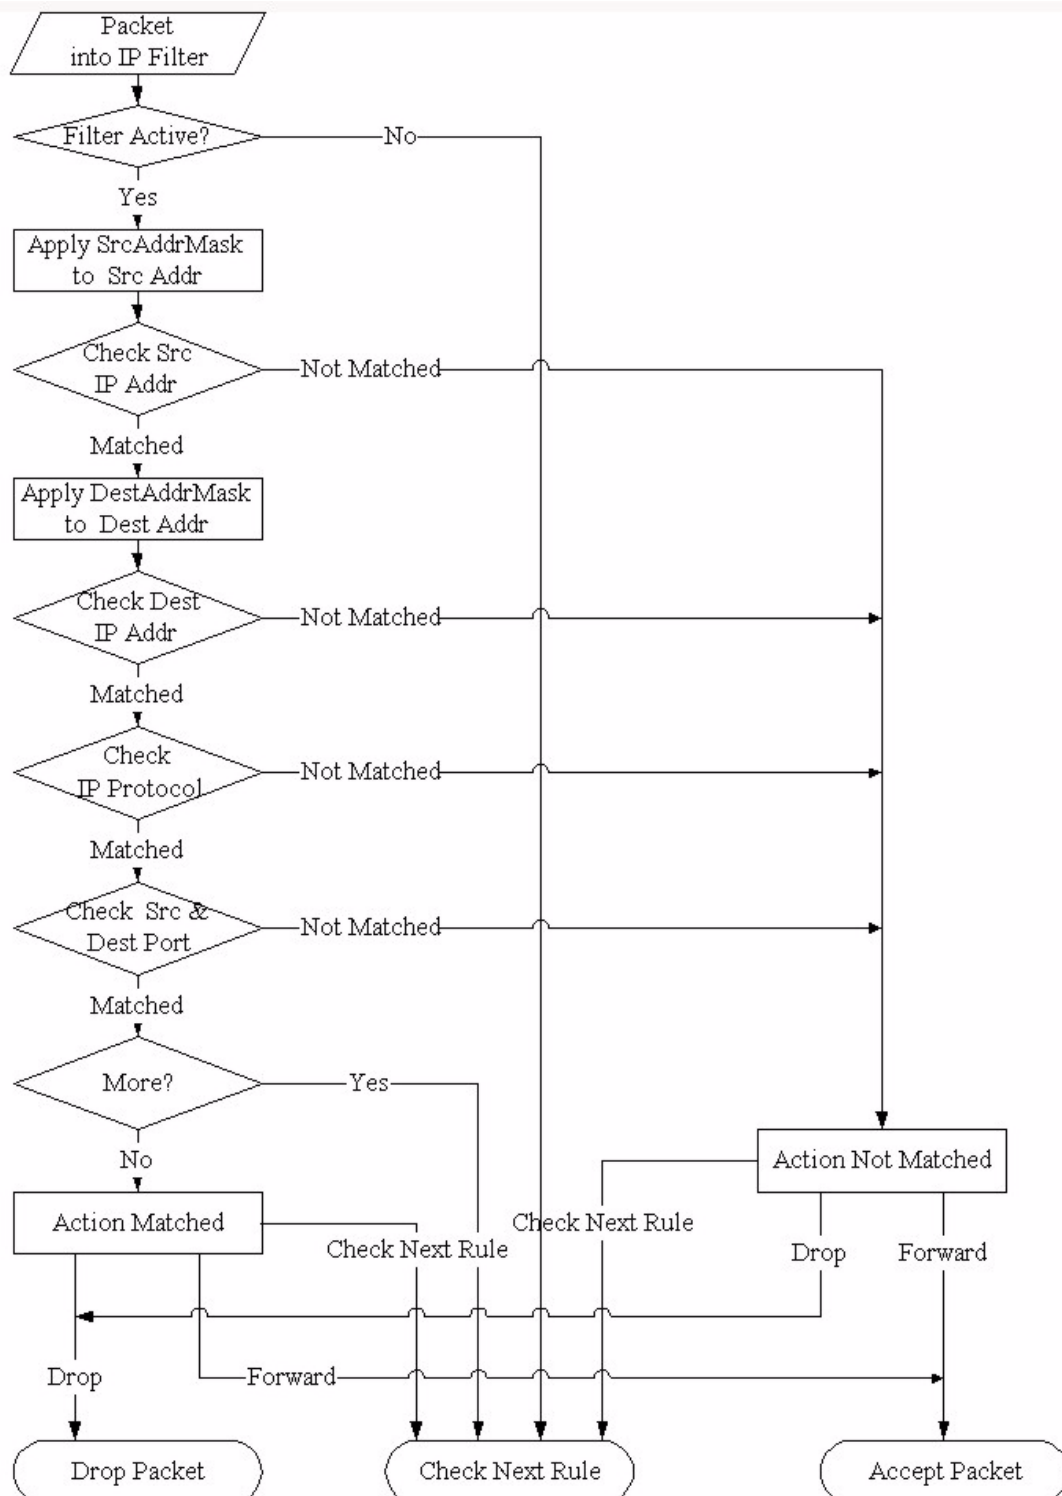 Packet
into IP Filter
Filter Active?
No
Yes
Apply SrcAddrMask
to Src Addr
Check Src
IP Addr
Not Matched
Matched
Apply DestAddrMask
to Dest Addr
Check Dest
IP Addr
Not Matched
Matched
Check
IP Protocol
Not Matched
Matched
Check Src &
Dest Port
Not Matched
Matched
More?
Yes
No
Action Not Matched
Action Matched
Check Next Rule
Check Next Rule
Drop
Forward
Drop
Forward
Drop Packet
Check Next Rule
Accept Packet